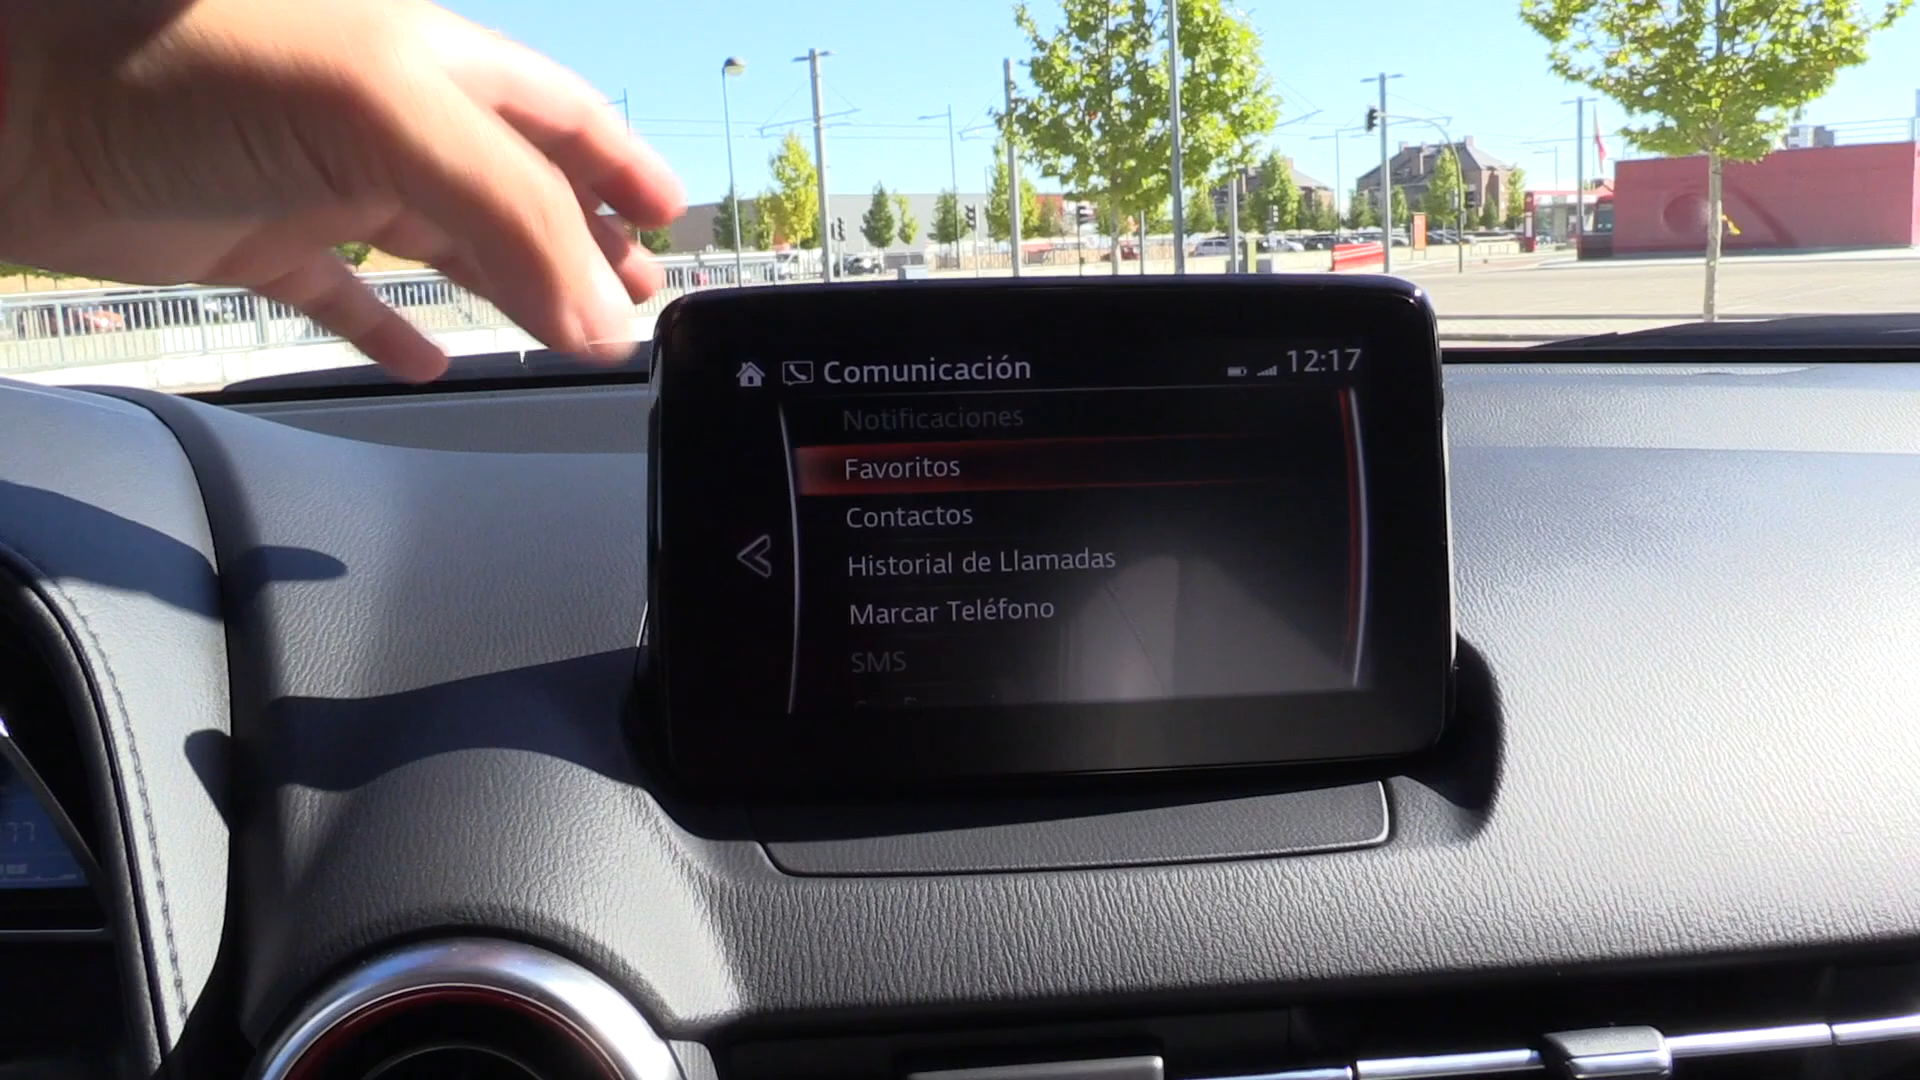 Comunicación 12:17
Notificaciones
Favoritos
Contactos
Historial de Llamadas
Marcar Teléfono
SMS